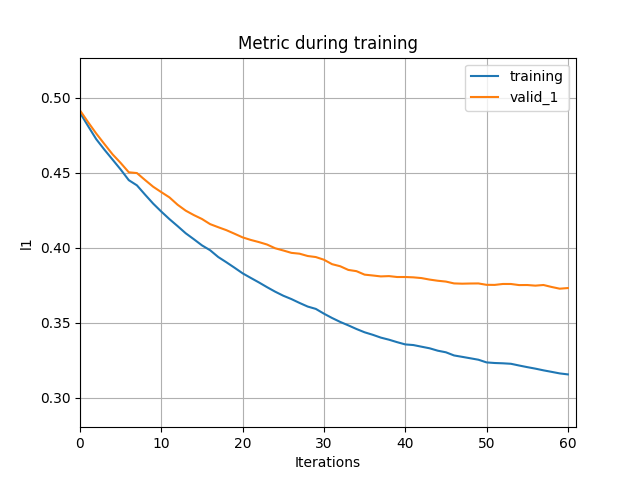 Metric during training
training
valid_1
0.50
0.45
0.40
0.35
0.30
l1
0 10 20 30 40 50 60
Iterations